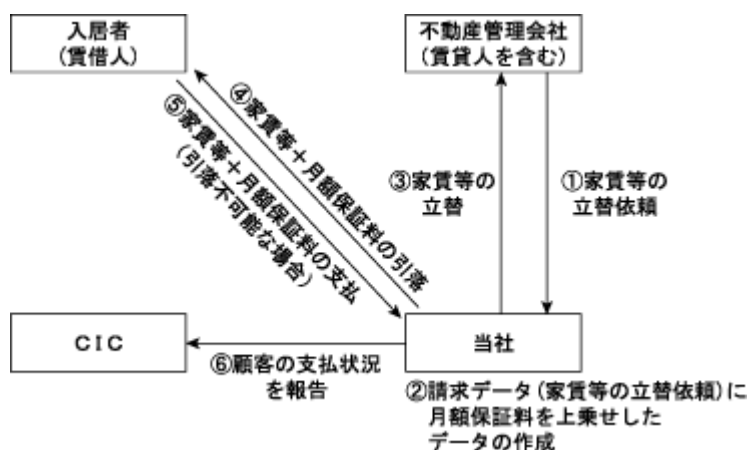 入居者
(賃借人)
不動産管理会社
(賃貸人を含む)
④家賃等＋月額保証料の引落
⑤家賃等＋月額保証料の支払
(引落不可能な場合)
③家賃等の
立替
①家賃等の
立替依頼
CIC
当社
⑥顧客の支払状況
を報告
②請求データ(家賃等の立替依頼)に
月額保証料を上乗せした
データの作成